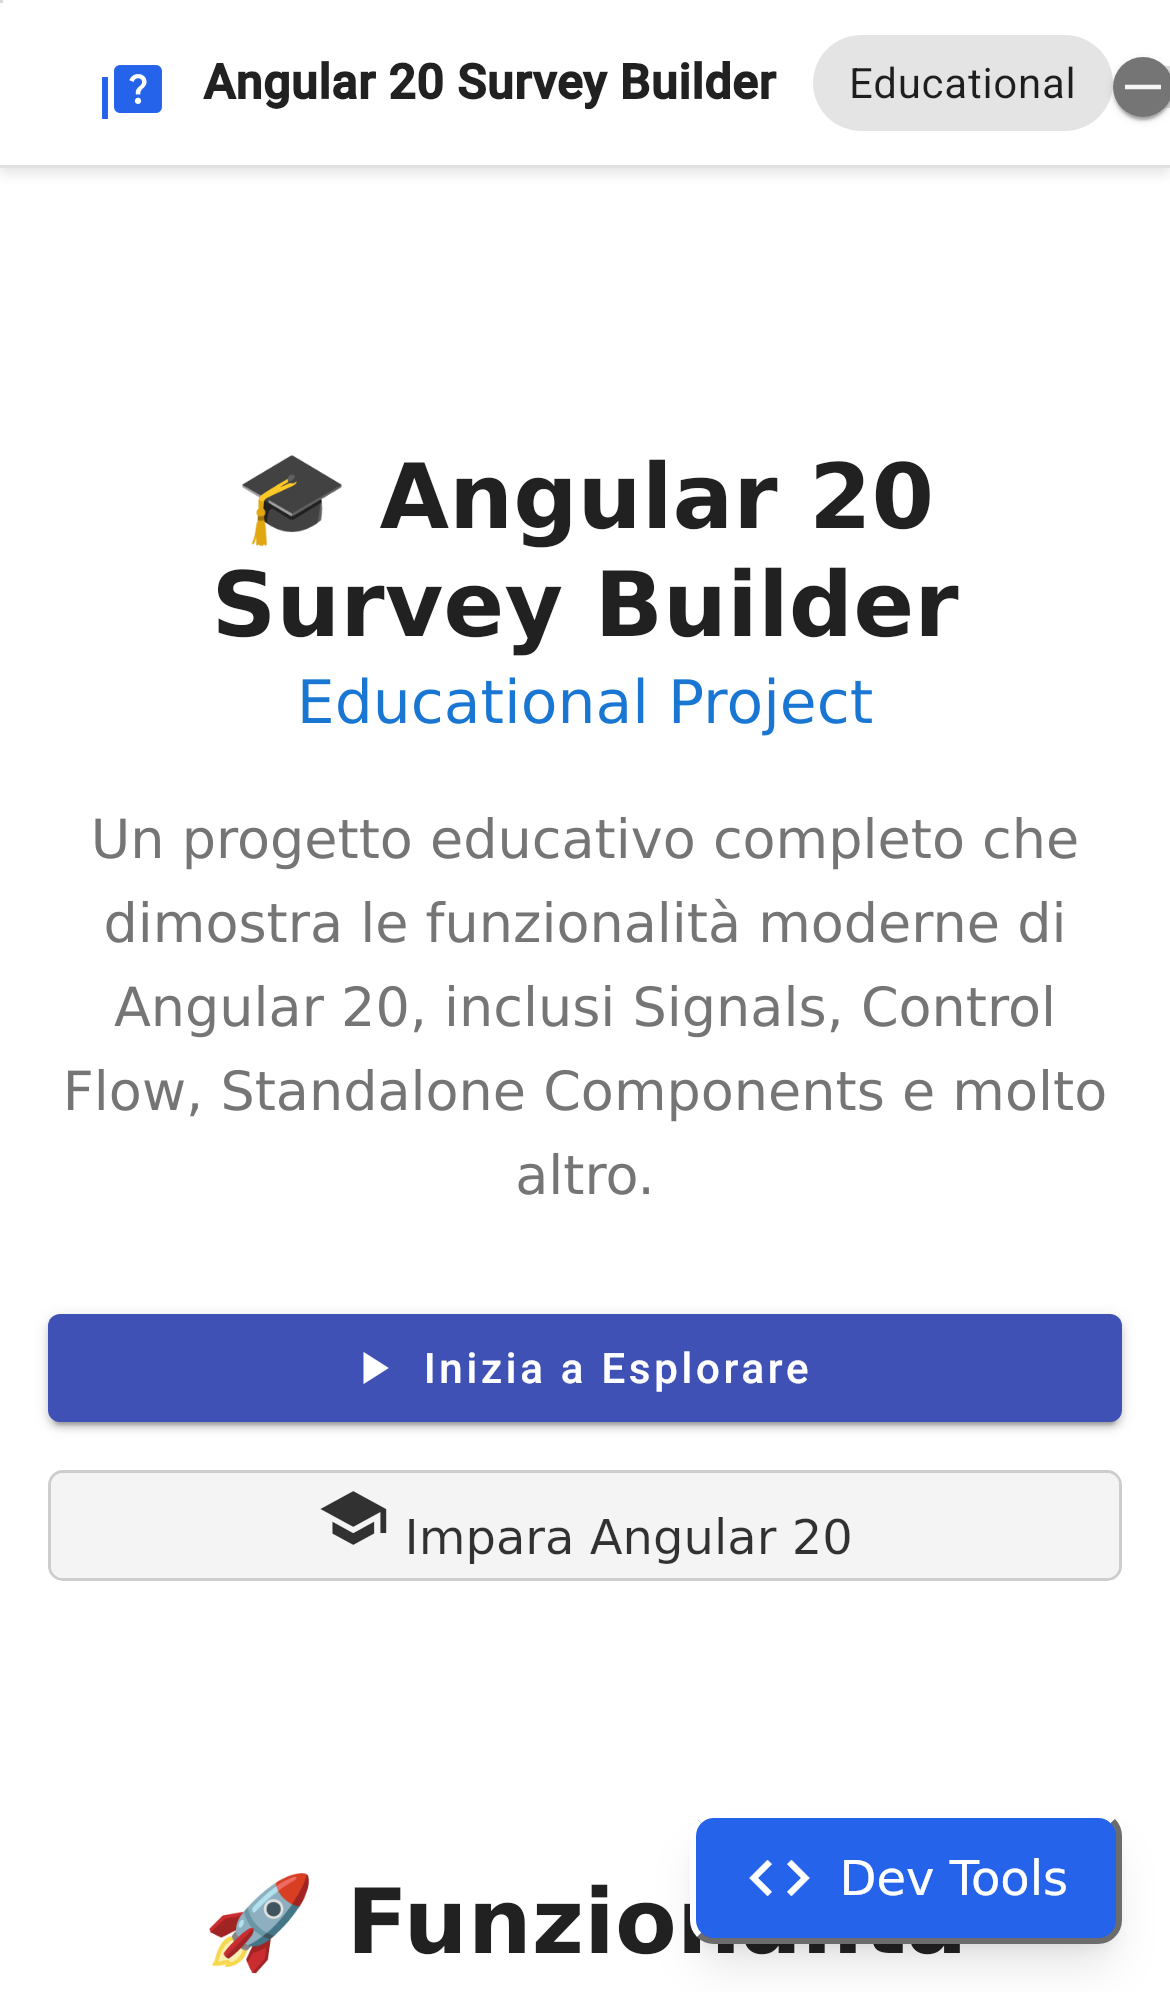 Angular 20 Survey Builder Educational
🎓 Angular 20
Survey Builder
Educational Project
Un progetto educativo completo che
dimostra le funzionalità moderne di
Angular 20, inclusi Signals, Control
Flow, Standalone Components e molto
altro.
Inizia a Esplorare
Impara Angular 20
Dev Tools
🚀 Funzionalità